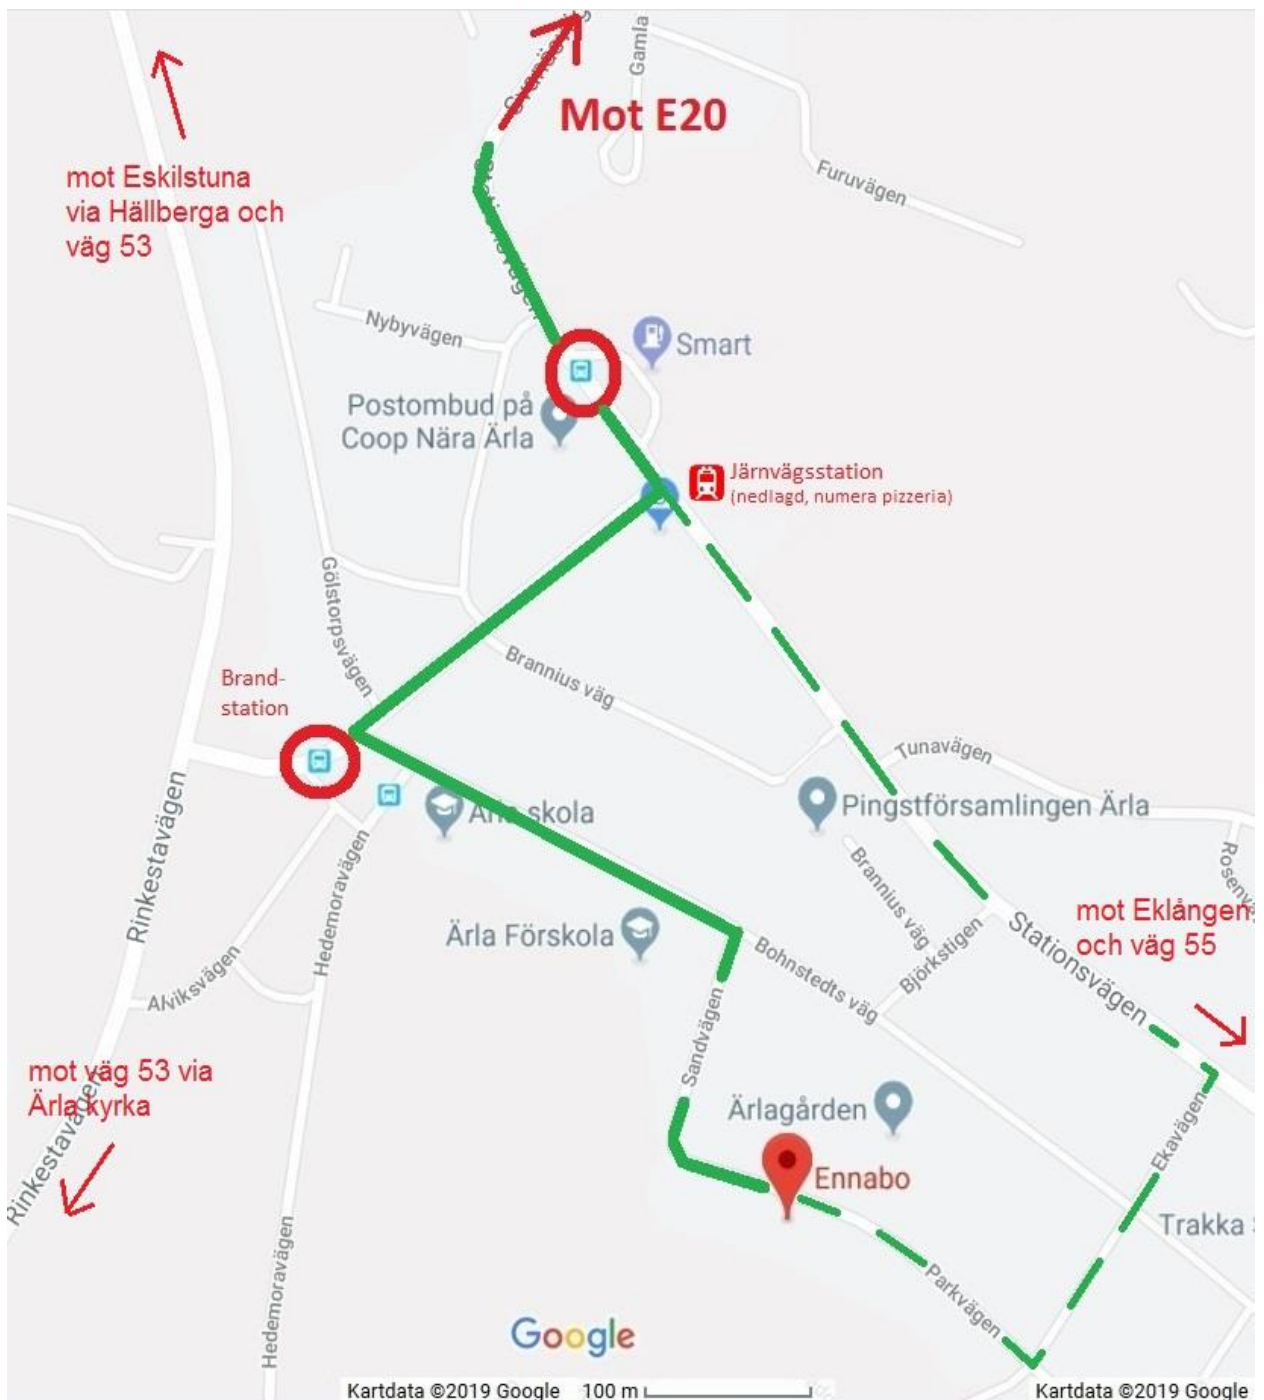 Gamla
Mot E20
mot Eskilstuna
via Hällberga och
väg 53
Furuvägen
Nybyvägen
Smart
Postombud på
Coop Nära Ärla
Järnvägsstation
(nedlagd, numera pizzeria)
Gölstorpsvägen
Brannius väg
Brand-
station
Tunavägen
Pingstförsamlingen Ärla
Ärla skola
Rinkestavägen
Hedemoravägen
Brannius väg
Ärla Förskola
Bohnstedts väg
Björkstigen
Stationsvägen
mot Eklången
och väg 55
Alviksvägen
Sandvägen
mot väg 53 via
Ärla kyrka
Rinkestavägen
Ärlagården
Ekavägen
Ennabo
Trakka
Hedemoravägen
Parkvägen
Google
Kartdata ©2019 Google 100 m
Kartdata ©2019 Google